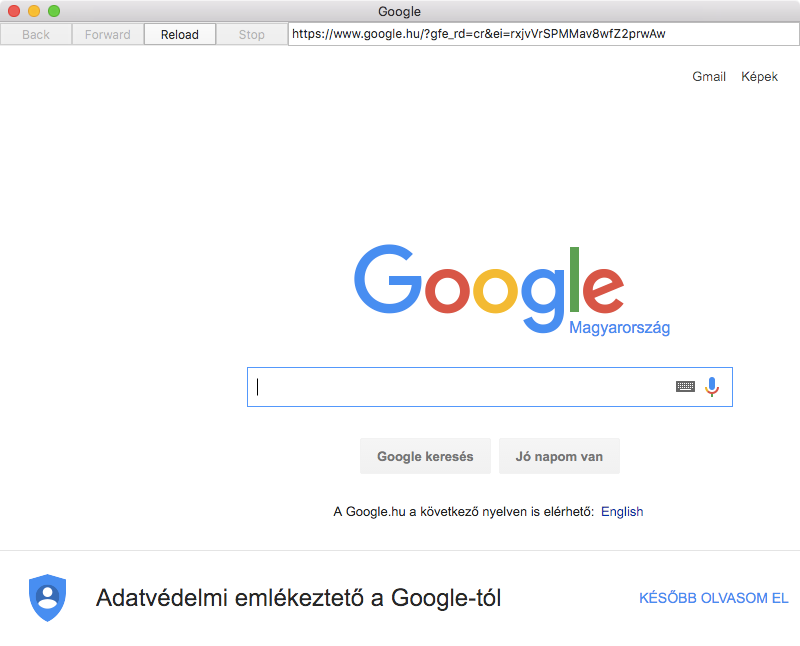 Google
Back Forward Reload Stop https://www.google.hu/?gfe_rd=cr&ei=rxjvVrSPMMav8wfZ2prwAw
Gmail Képek
Google
Magyarország
Google keresés Jó napom van
A Google.hu a következő nyelven is elérhető: English
Adatvédelmi emlékeztető a Google-tól KÉSŐBB OLVASOM EL